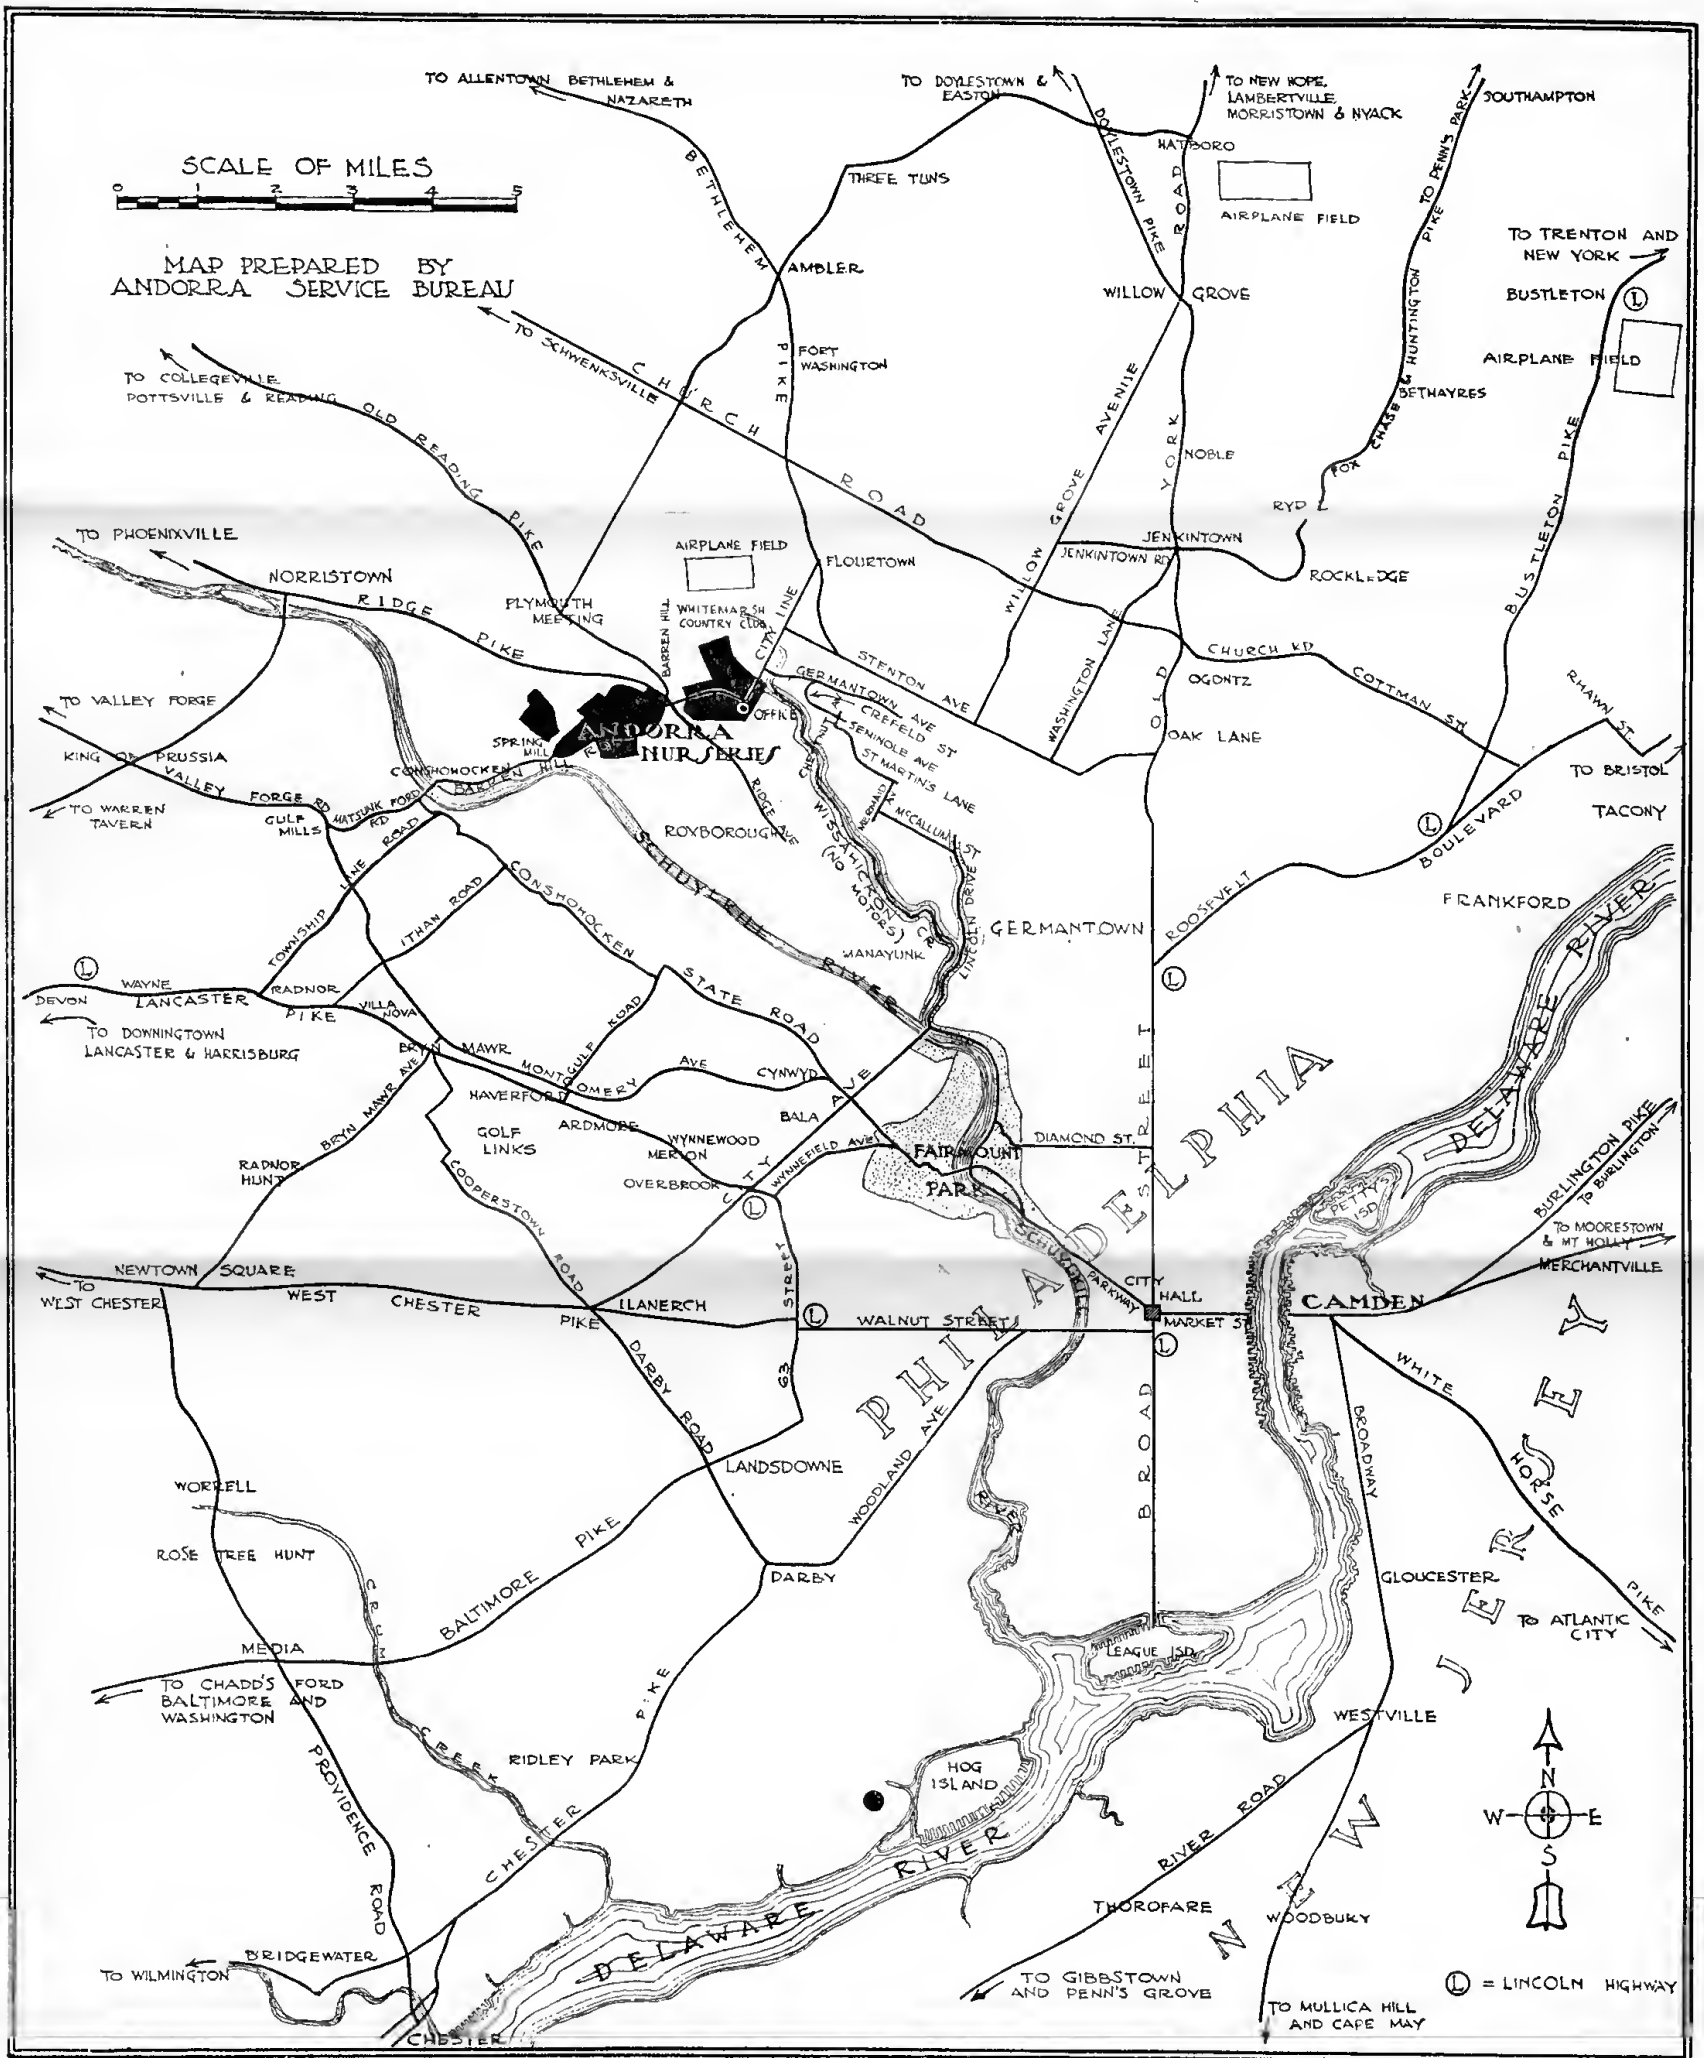 TO ALLENTOWN BETHLEHEM &
NAZARETH
TO DOYLESTOWN &
EASTON
TO NEW HOPE,
LAMBERTVILLE,
MORRISTOWN & NYACK
SOUTHAMPTON
TO PENN'S PARK
SCALE OF MILES
0 1 2 3 4 5
MAP PREPARED BY
ANDORRA SERVICE BUREAU
BETHLEHEM PIKE
THREE TUNS
DOYLESTOWN PIKE
HATBORO
AIRPLANE FIELD
FOX CHASE & HUNTINGTON PIKE
TO TRENTON AND
NEW YORK
BUSTLETON
L
AIRPLANE FIELD
AMBLER
WILLOW GROVE
TO SCHWENKSVILLE
CHURCH ROAD
FORT
WASHINGTON
TO COLLEGEVILLE
POTTSVILLE & READING
OLD READING PIKE
WILLOW GROVE AVENUE
OLD YORK ROAD
NOBLE
BETHAYRES
RYD
BUSTLETON PIKE
TO PHOENIXVILLE
NORRISTOWN
RIDGE PIKE
PLYMOUTH
MEETING
AIRPLANE FIELD
WHITEMARSH
COUNTRY CLUB
BARREN HILL
CITY LINE
FLOURTOWN
JENKINTOWN
JENKINTOWN RD
ROCKLEDGE
STENTON AVE
GERMANTOWN AVE
CREFELD ST
SEMINOLE AVE
ST MARTIN'S LANE
CHESTNUT
MERMAID
AV
McCALLUM ST
WASHINGTON LANE
CHURCH RD
OGONTZ
COTTMAN ST.
RHAWN ST.
OAK LANE
TO BRISTOL
TACONY
TO VALLEY FORGE
KING OF PRUSSIA
VALLEY FORGE RD
TO WARREN
TAVERN
GULF
MILLS
MATSUNK FORD
RD
CONSHOHOCKEN
BARREN HILL
SPRING
MILL
ANDORRA
NURSERIES
OFFICE
ROXBOROUGH
RIDGE AVE
WISSAHICKON CR
(NO MOTORS)
LINCOLN DRIVE
GERMANTOWN
L
ROOSEVELT BOULEVARD
L
FRANKFORD
DELAWARE RIVER
TOWNSHIP LINE ROAD
ITHAN ROAD
CONSHOHOCKEN STATE ROAD
SCHUYLKILL RIVER
MANAYUNK
L
WAYNE
DEVON
LANCASTER PIKE
RADNOR
VILLA
NOVA
TO DOWNINGTOWN
LANCASTER & HARRISBURG
BRYN MAWR
MONTGOMERY AVE
GULF ROAD
CYNWYD
BALA
HAVERFORD
ARDMORE
WYNNEWOOD
MERION
OVERBROOK
L
GOLF
LINKS
BRYN MAWR AVE
RADNOR
HUNT
COOPERSTOWN ROAD
CITY AVE
WYNNEFIELD AVE
FAIRMOUNT
PARK
DIAMOND ST.
BROAD STREET
PHILADELPHIA
PETTY'S
ISD
BURLINGTON PIKE
TO BURLINGTON
TO MOORESTOWN
& MT HOLLY
MERCHANTVILLE
NEWTOWN SQUARE
TO
WEST CHESTER
WEST CHESTER PIKE
LLANERCH
63 STREET
L
WALNUT STREET
SCHUYLKILL
PARKWAY
CITY
HALL
MARKET ST
L
CAMDEN
DARBY ROAD
LANDSDOWNE
WOODLAND AVE
RIVER
BROADWAY
WHITE HORSE PIKE
WORRELL
ROSE TREE HUNT
CRUM CREEK
BALTIMORE PIKE
DARBY
MEDIA
TO CHADD'S FORD
BALTIMORE AND
WASHINGTON
LEAGUE ISD.
GLOUCESTER
TO ATLANTIC
CITY
NEW JERSEY
PROVIDENCE ROAD
RIDLEY PARK
CHESTER PIKE
HOG
ISLAND
WESTVILLE
RIVER ROAD
N
W E
S
THOROFARE
WOODBURY
DELAWARE RIVER
BRIDGEWATER
TO WILMINGTON
CHESTER
TO GIBBSTOWN
AND PENN'S GROVE
TO MULLICA HILL
AND CAPE MAY
L = LINCOLN HIGHWAY